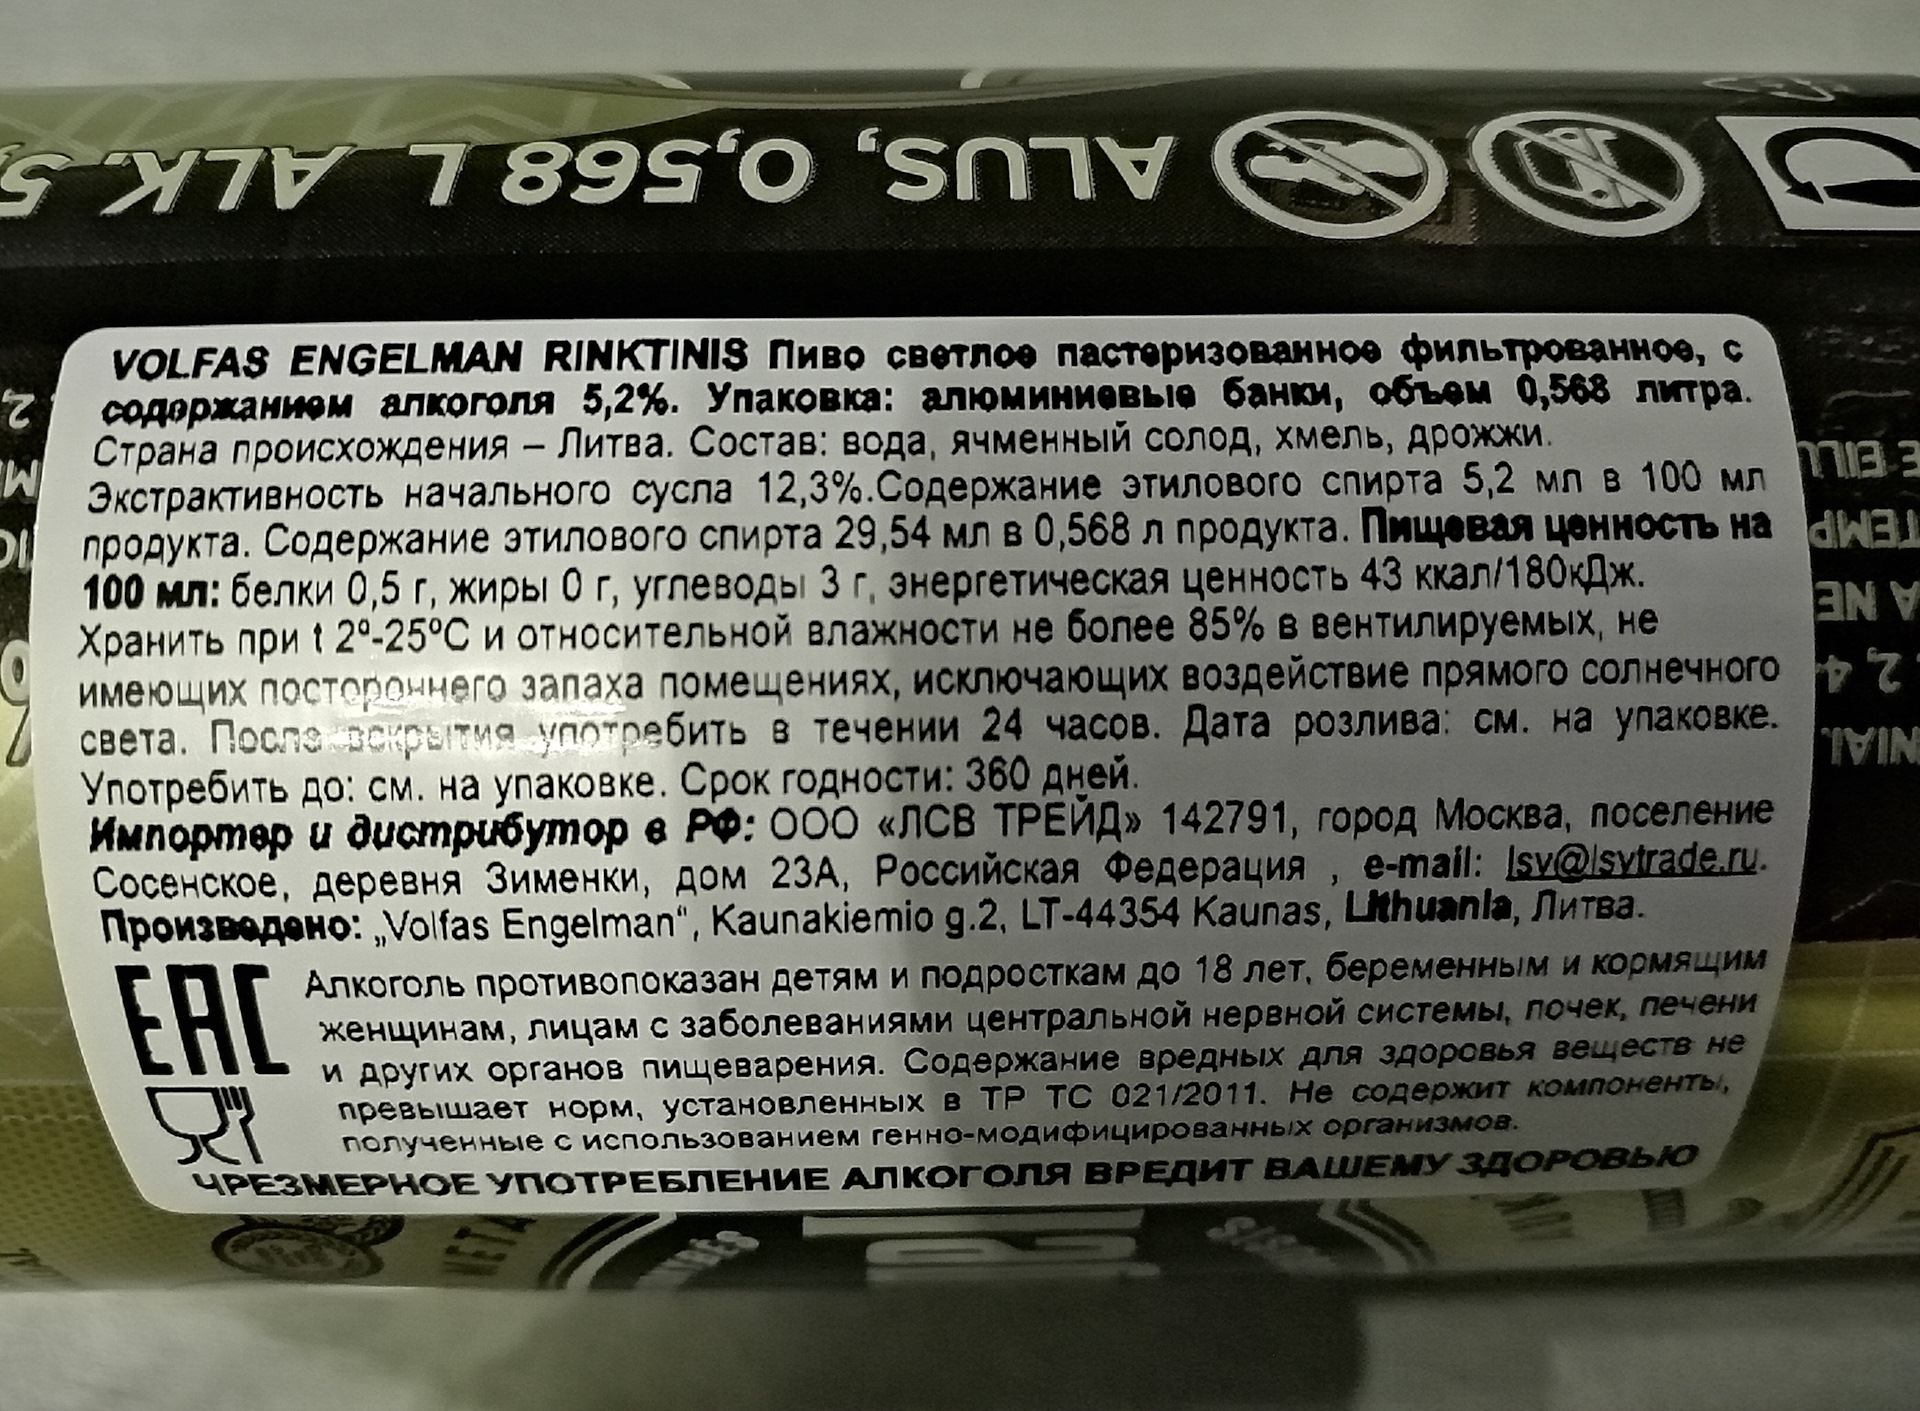 ALUS, 0,568 L ALK. 5,
VOLFAS ENGELMAN RINKTINIS Пиво светлое пастеризованное фильтрованное, с
содержанием алкоголя 5,2%. Упаковка: алюминиевые банки, объем 0,568 литра.
Страна происхождения – Литва. Состав: вода, ячменный солод, хмель, дрожжи.
Экстрактивность начального сусла 12,3%.Содержание этилового спирта 5,2 мл в 100 мл
продукта. Содержание этилового спирта 29,54 мл в 0,568 л продукта. Пищевая ценность на
100 мл: белки 0,5 г, жиры 0 г, углеводы 3 г, энергетическая ценность 43 ккал/180кДж.
Хранить при t 2º-25ºС и относительной влажности не более 85% в вентилируемых, не
имеющих постороннего запаха помещениях, исключающих воздействие прямого солнечного
света. После вскрытия употребить в течении 24 часов. Дата розлива: см. на упаковке.
Употребить до: см. на упаковке. Срок годности: 360 дней.
Импортер и дистрибутор в РФ: ООО «ЛСВ ТРЕЙД» 142791, город Москва, поселение
Сосенское, деревня Зименки, дом 23А, Российская Федерация , e-mail: lsv@lsvtrade.ru.
Произведено: „Volfas Engelman“, Kaunakiemio g.2, LT-44354 Kaunas, Lithuania, Литва.
EAC
Алкоголь противопоказан детям и подросткам до 18 лет, беременным и кормящим
женщинам, лицам с заболеваниями центральной нервной системы, почек, печени
и других органов пищеварения. Содержание вредных для здоровья веществ не
превышает норм, установленных в ТР ТС 021/2011. Не содержит компоненты,
полученные с использованием генно-модифицированных организмов.
ЧРЕЗМЕРНОЕ УПОТРЕБЛЕНИЕ АЛКОГОЛЯ ВРЕДИТ ВАШЕМУ ЗДОРОВЬЮ